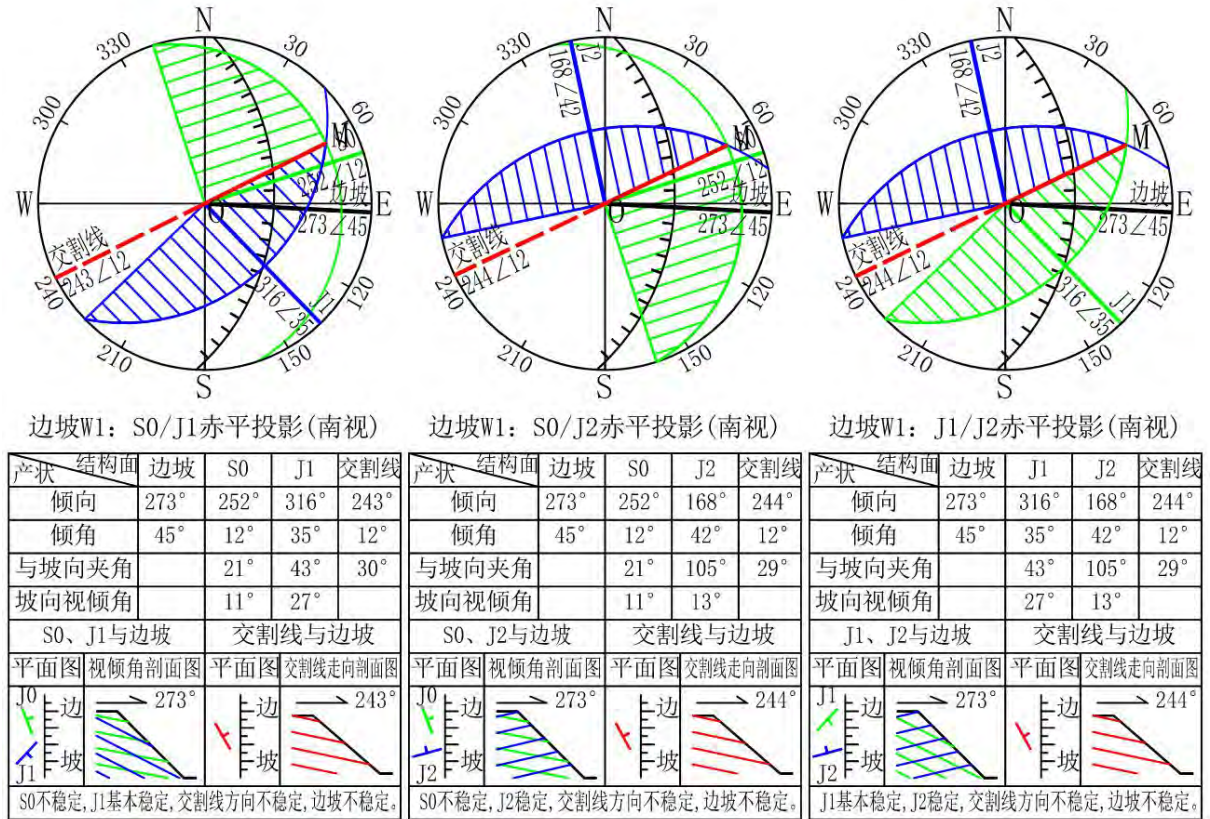 N
330
30
300
60
M
S0
252∠12
边坡
W
O
E
273∠45
交割线
243∠12
240
316∠35
J1
120
210
150
S
边坡W1: S0/J1赤平投影(南视)
产状 结构面 边坡 S0 J1 交割线
倾向 273° 252° 316° 243°
倾角 45° 12° 35° 12°
与坡向夹角 21° 43° 30°
坡向视倾角 11° 27°
S0、J1与边坡 交割线与边坡
平面图 视倾角剖面图 平面图 交割线走向剖面图
J0 边 273° 边 243°
J1 坡 坡
S0不稳定,J1基本稳定,交割线方向不稳定,边坡不稳定。
N
330
J2
168∠42
30
300
60
M
S0
252∠12
边坡
W
O
E
273∠45
交割线
244∠12
240
120
210
150
S
边坡W1: S0/J2赤平投影(南视)
产状 结构面 边坡 S0 J2 交割线
倾向 273° 252° 168° 244°
倾角 45° 12° 42° 12°
与坡向夹角 21° 105° 29°
坡向视倾角 11° 13°
S0、J2与边坡 交割线与边坡
平面图 视倾角剖面图 平面图 交割线走向剖面图
J0 边 273° 边 244°
J2 坡 坡
S0不稳定,J2稳定,交割线方向不稳定,边坡不稳定。
N
330
J2
168∠42
30
300
60
M
边坡
W
O
E
273∠45
交割线
244∠12
240
316∠35
J1
120
210
150
S
边坡W1: J1/J2赤平投影(南视)
产状 结构面 边坡 J1 J2 交割线
倾向 273° 316° 168° 244°
倾角 45° 35° 42° 12°
与坡向夹角 43° 105° 29°
坡向视倾角 27° 13°
J1、J2与边坡 交割线与边坡
平面图 视倾角剖面图 平面图 交割线走向剖面图
J1 边 273° 边 244°
J2 坡 坡
J1基本稳定,J2稳定,交割线方向不稳定,边坡不稳定。